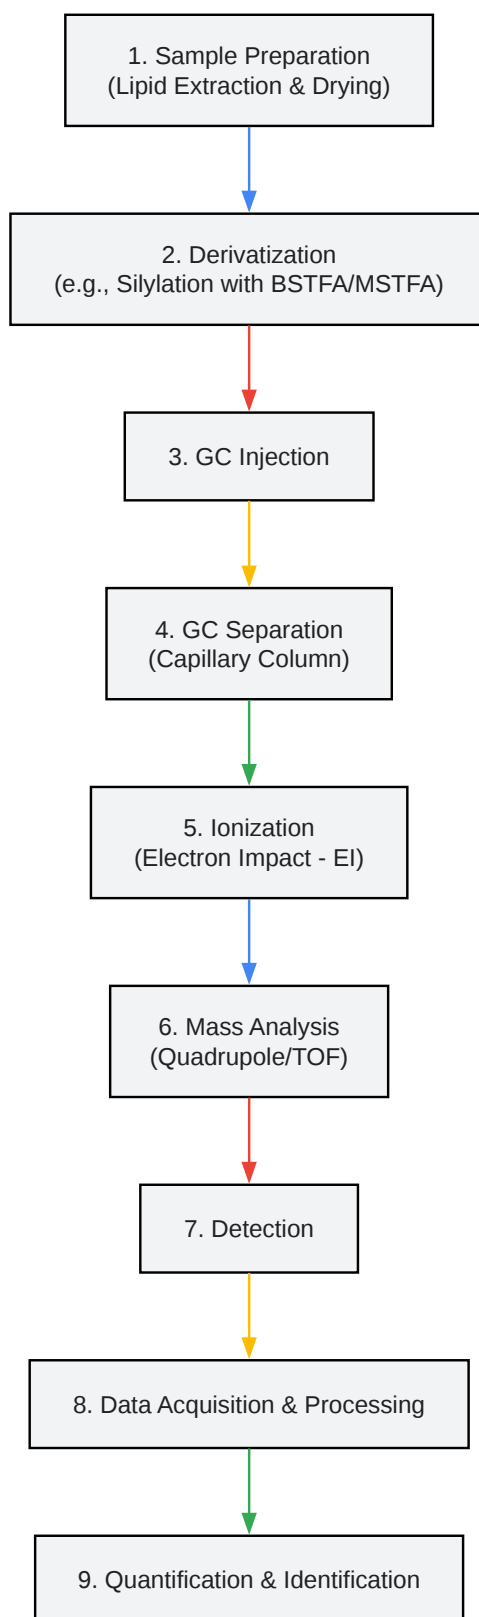 1. Sample Preparation
(Lipid Extraction & Drying)
2. Derivatization
(e.g., Silylation with BSTFA/MSTFA)
3. GC Injection
4. GC Separation
(Capillary Column)
5. Ionization
(Electron Impact - EI)
6. Mass Analysis
(Quadrupole/TOF)
7. Detection
8. Data Acquisition & Processing
9. Quantification & Identification